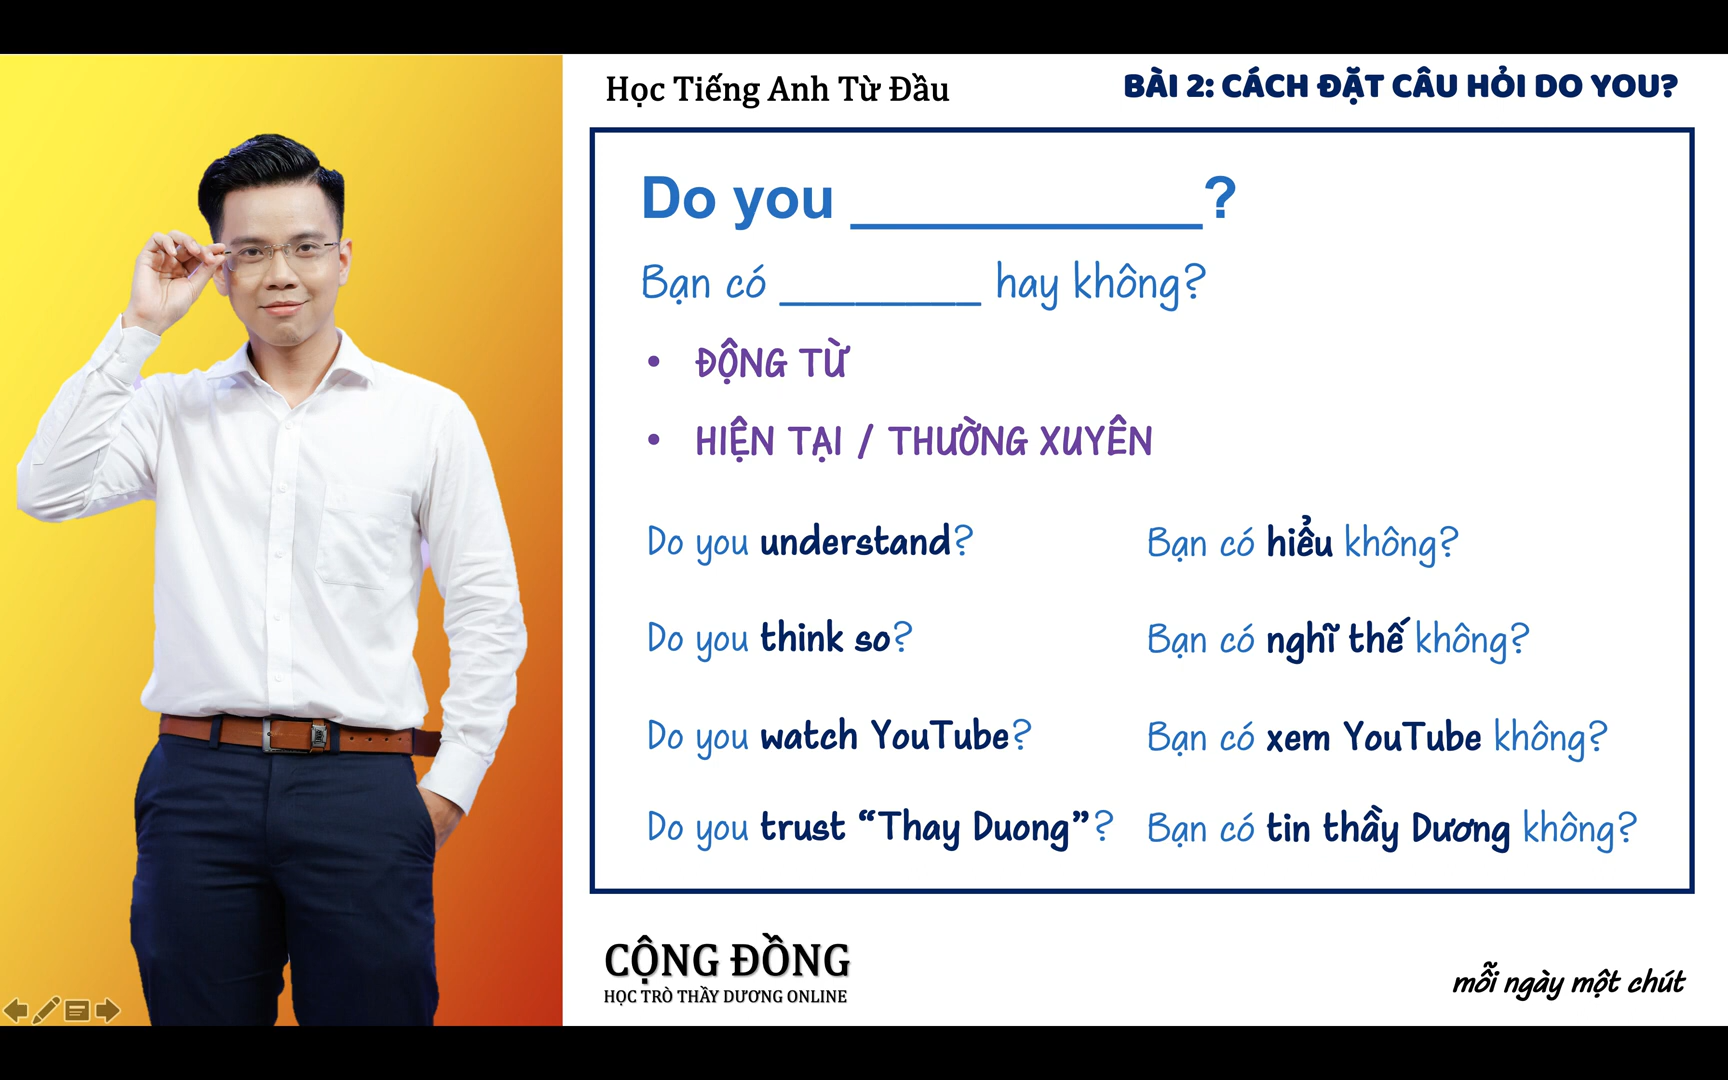 Học Tiếng Anh Từ Đầu
BÀI 2: CÁCH ĐẶT CÂU HỎI DO YOU?
Do you ____________?
Bạn có ________ hay không?
• ĐỘNG TỪ
• HIỆN TẠI / THƯỜNG XUYÊN
Do you understand? Bạn có hiểu không?
Do you think so? Bạn có nghĩ thế không?
Do you watch YouTube? Bạn có xem YouTube không?
Do you trust “Thay Duong”? Bạn có tin thầy Dương không?
CỘNG ĐỒNG
HỌC TRÒ THẦY DƯƠNG ONLINE
mỗi ngày một chút